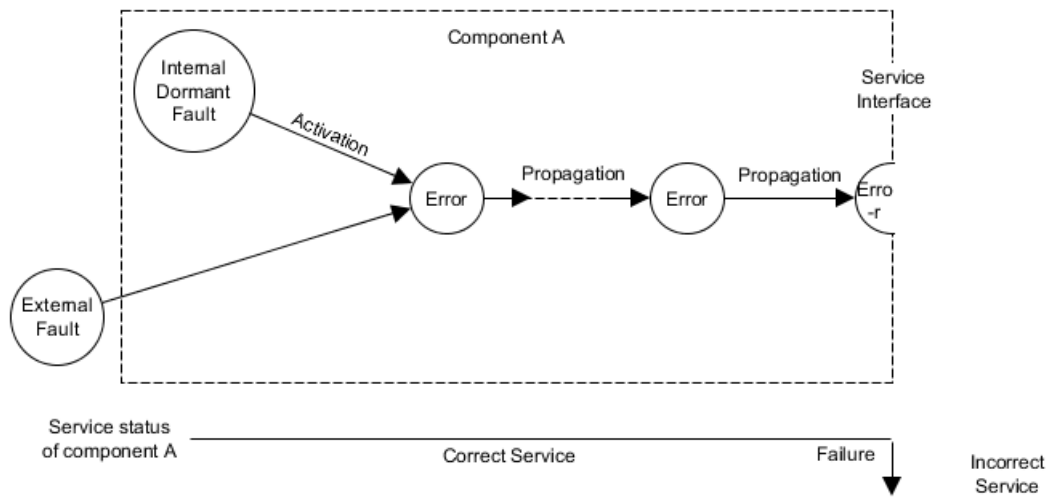 Component A
Internal
Dormant
Fault
Service
Interface
Activation
Propagation
Propagation
Error
Error
Erro
-r
External
Fault
Service status
of component A
Correct Service
Failure
Incorrect
Service